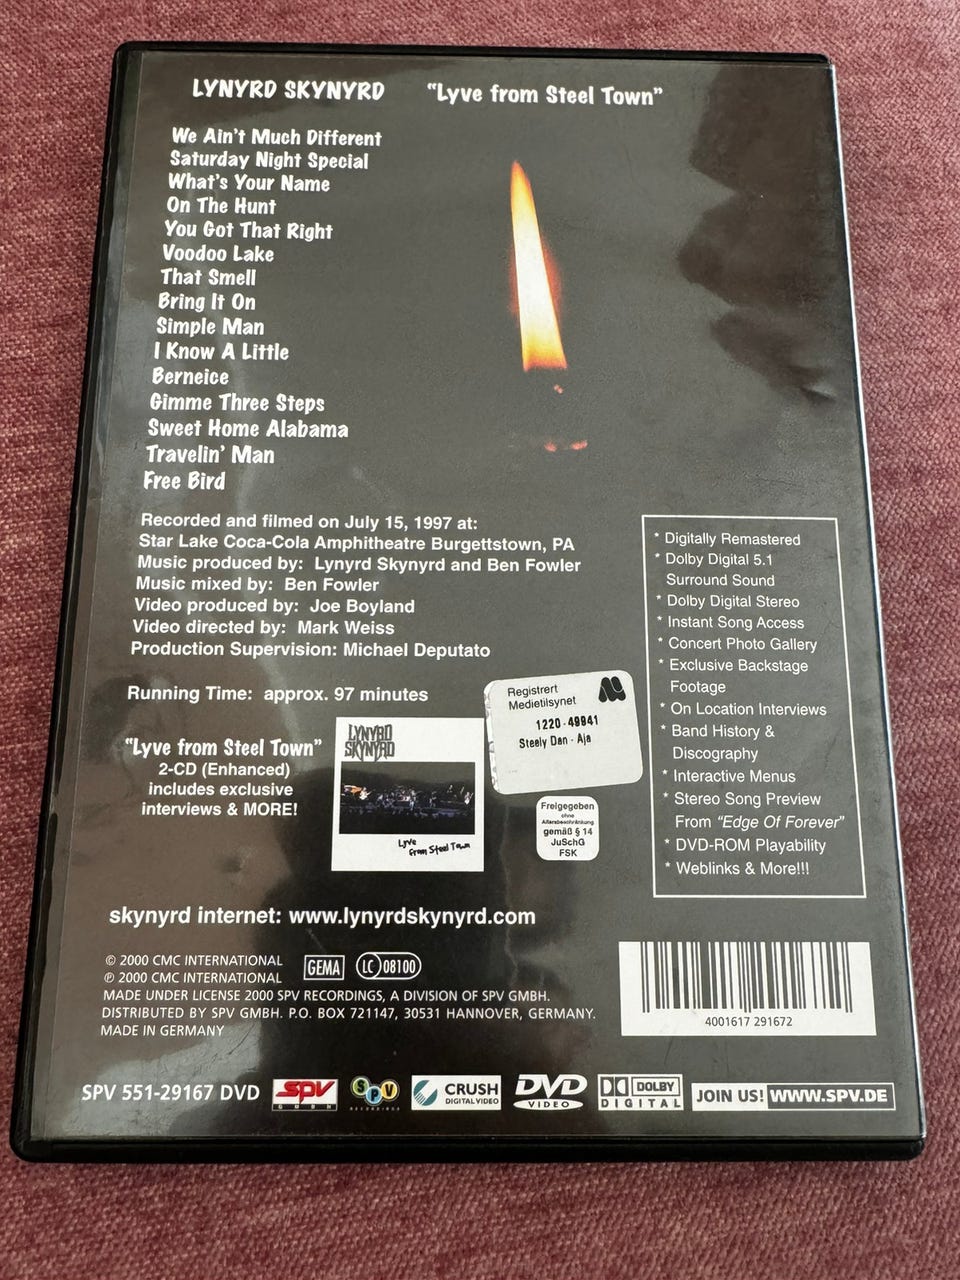 LYNYRD SKYNYRD "Lyve from Steel Town"
We Ain't Much Different
Saturday Night Special
What's Your Name
On The Hunt
You Got That Right
Voodoo Lake
That Smell
Bring It On
Simple Man
I Know A Little
Berneice
Gimme Three Steps
Sweet Home Alabama
Travelin' Man
Free Bird
Recorded and filmed on July 15, 1997 at:
Star Lake Coca-Cola Amphitheatre Burgettstown, PA
Music produced by: Lynyrd Skynyrd and Ben Fowler
Music mixed by: Ben Fowler
Video produced by: Joe Boyland
Video directed by: Mark Weiss
Production Supervision: Michael Deputato
Running Time: approx. 97 minutes
* Digitally Remastered
* Dolby Digital 5.1
Surround Sound
* Dolby Digital Stereo
* Instant Song Access
* Concert Photo Gallery
* Exclusive Backstage
Footage
* On Location Interviews
* Band History &
Discography
* Interactive Menus
* Stereo Song Preview
From "Edge Of Forever"
* DVD-ROM Playability
* Weblinks & More!!!
"Lyve from Steel Town"
2-CD (Enhanced)
includes exclusive
interviews & MORE!
LYNYRD
SKYNYRD
Lyve
from Steel Town
Registrert
Medietilsynet
1220-49941
Steely Dan - Aja
Freigegeben
ohne
Altersbeschränkung
gemäß § 14
JuSchG
FSK
skynyrd internet: www.lynyrdskynyrd.com
© 2000 CMC INTERNATIONAL
℗ 2000 CMC INTERNATIONAL
GEMA LC 08100
MADE UNDER LICENSE 2000 SPV RECORDINGS, A DIVISION OF SPV GMBH.
DISTRIBUTED BY SPV GMBH. P.O. BOX 721147, 30531 HANNOVER, GERMANY.
MADE IN GERMANY
4001617 291672
SPV 551-29167 DVD
SPV
GMBH
SPV
RECORDINGS
CRUSH
DIGITAL VIDEO
DVD
VIDEO
DOLBY
DIGITAL
JOIN US! WWW.SPV.DE